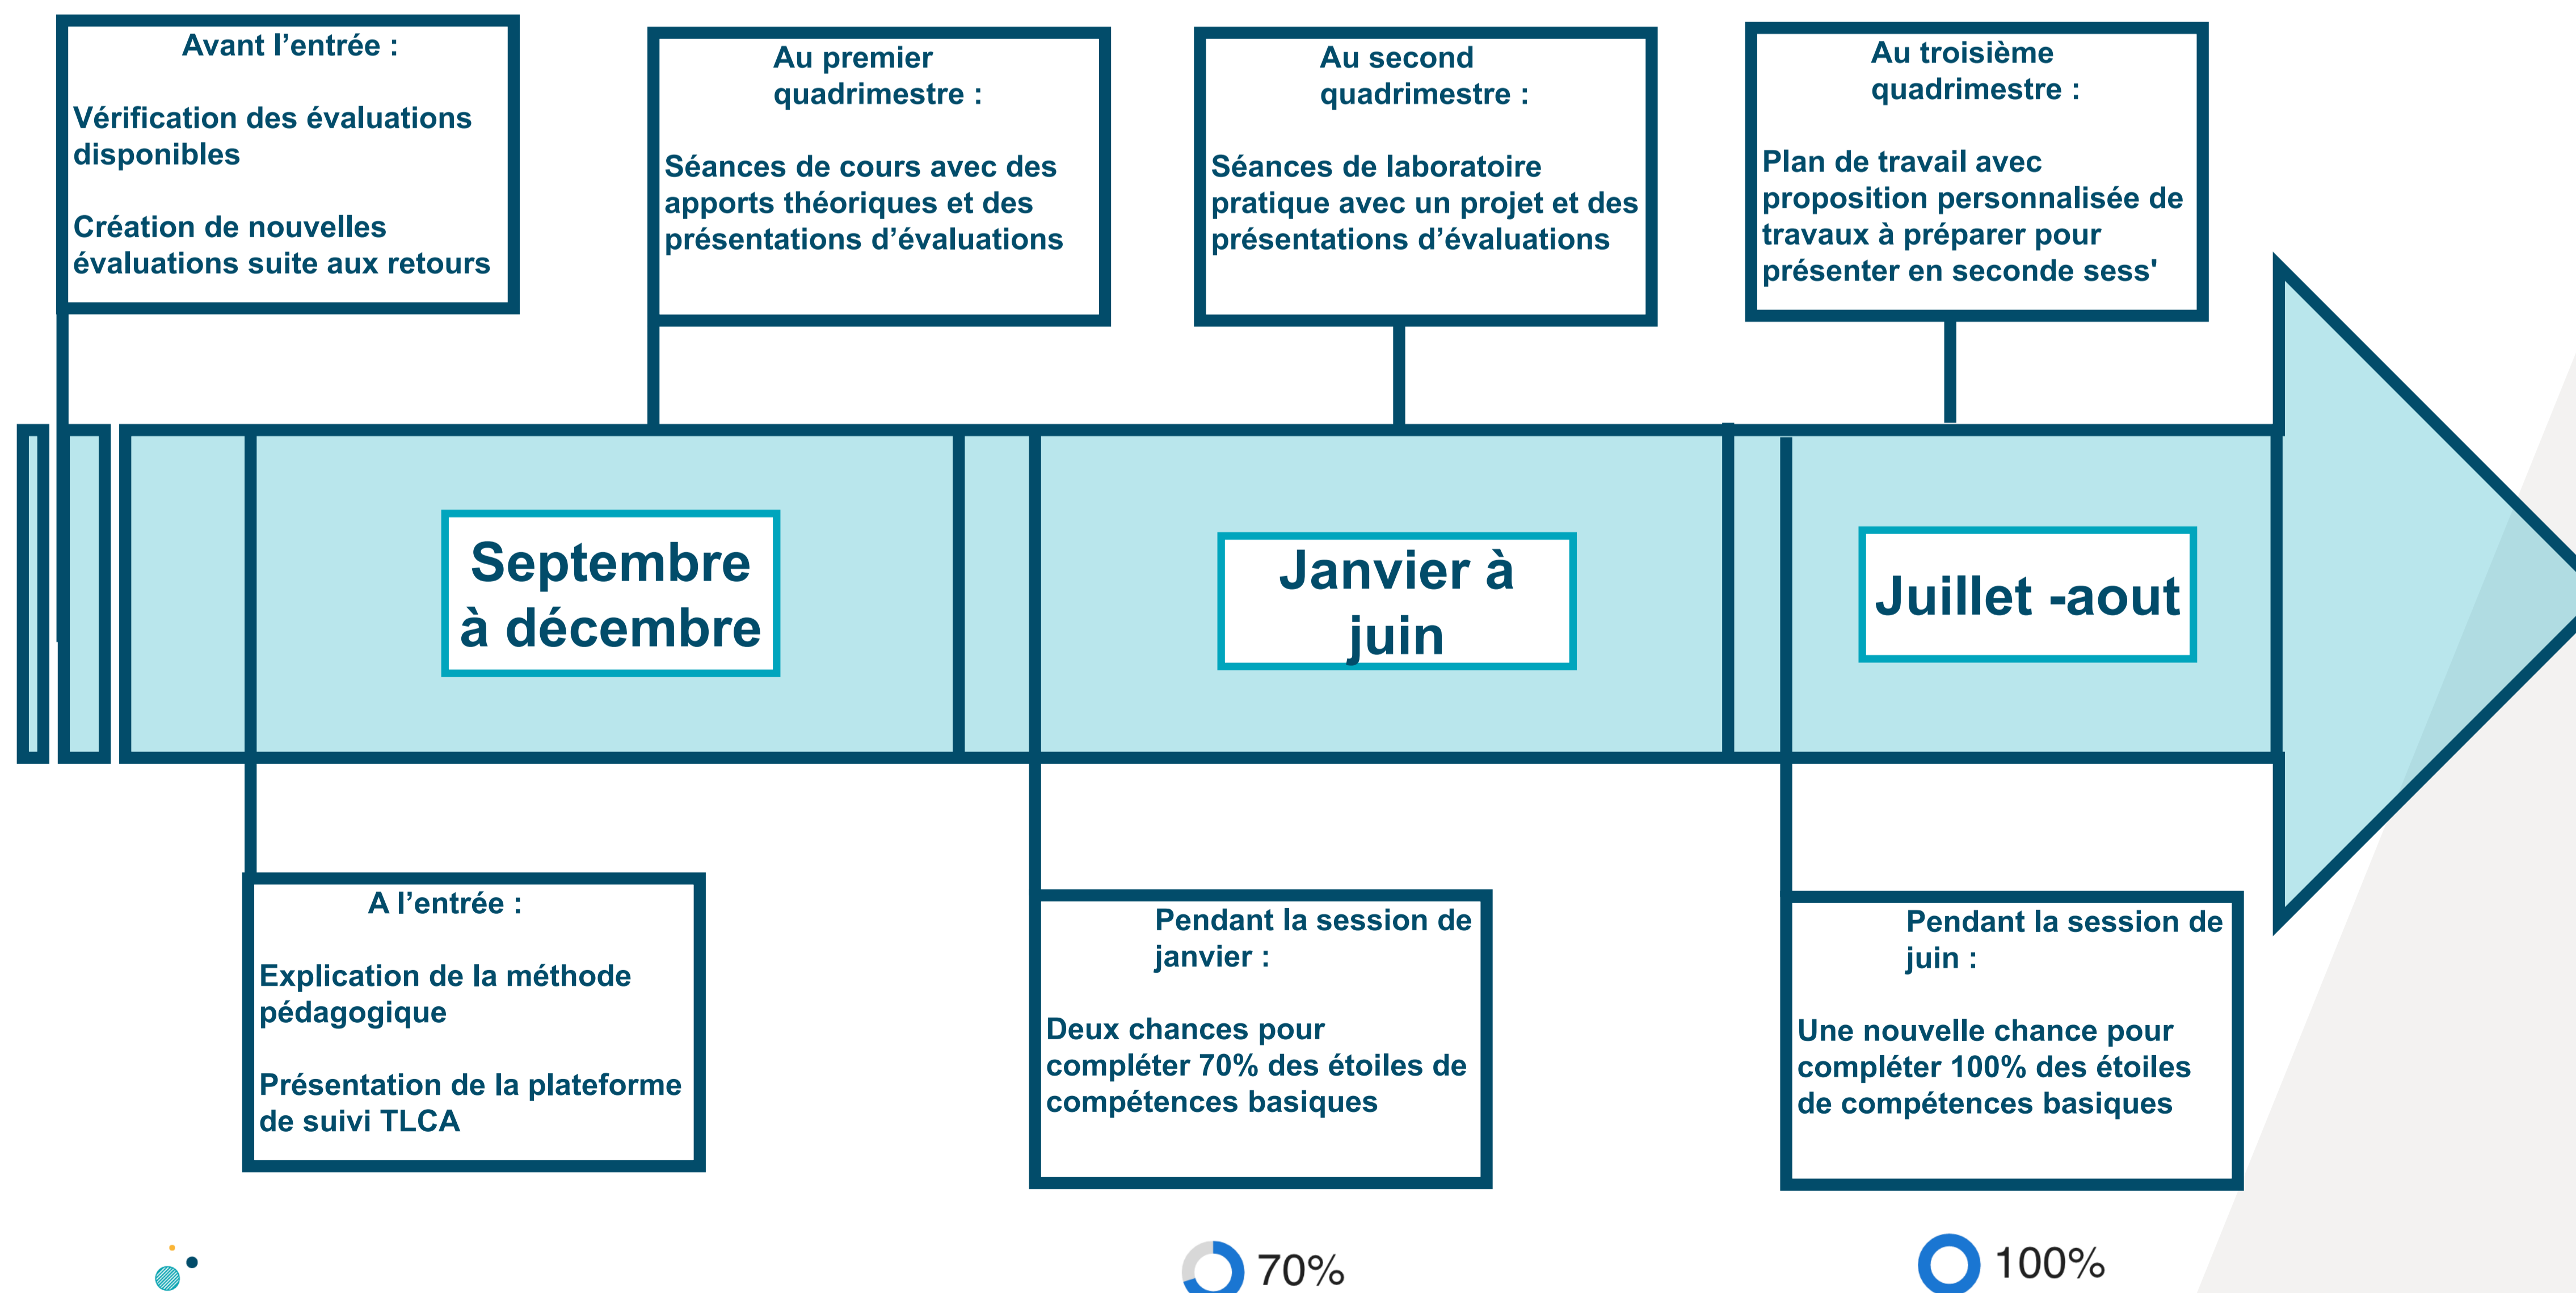 Avant l’entrée :
Vérification des évaluations
disponibles
Création de nouvelles
évaluations suite aux retours
Au premier
quadrimestre :
Séances de cours avec des
apports théoriques et des
présentations d’évaluations
Au second
quadrimestre :
Séances de laboratoire
pratique avec un projet et des
présentations d’évaluations
Au troisième
quadrimestre :
Plan de travail avec
proposition personnalisée de
travaux à préparer pour
présenter en seconde sess'
Septembre
à décembre
Janvier à
juin
Juillet -aout
A l’entrée :
Explication de la méthode
pédagogique
Présentation de la plateforme
de suivi TLCA
Pendant la session de
janvier :
Deux chances pour
compléter 70% des étoiles de
compétences basiques
Pendant la session de
juin :
Une nouvelle chance pour
compléter 100% des étoiles
de compétences basiques
70%
100%